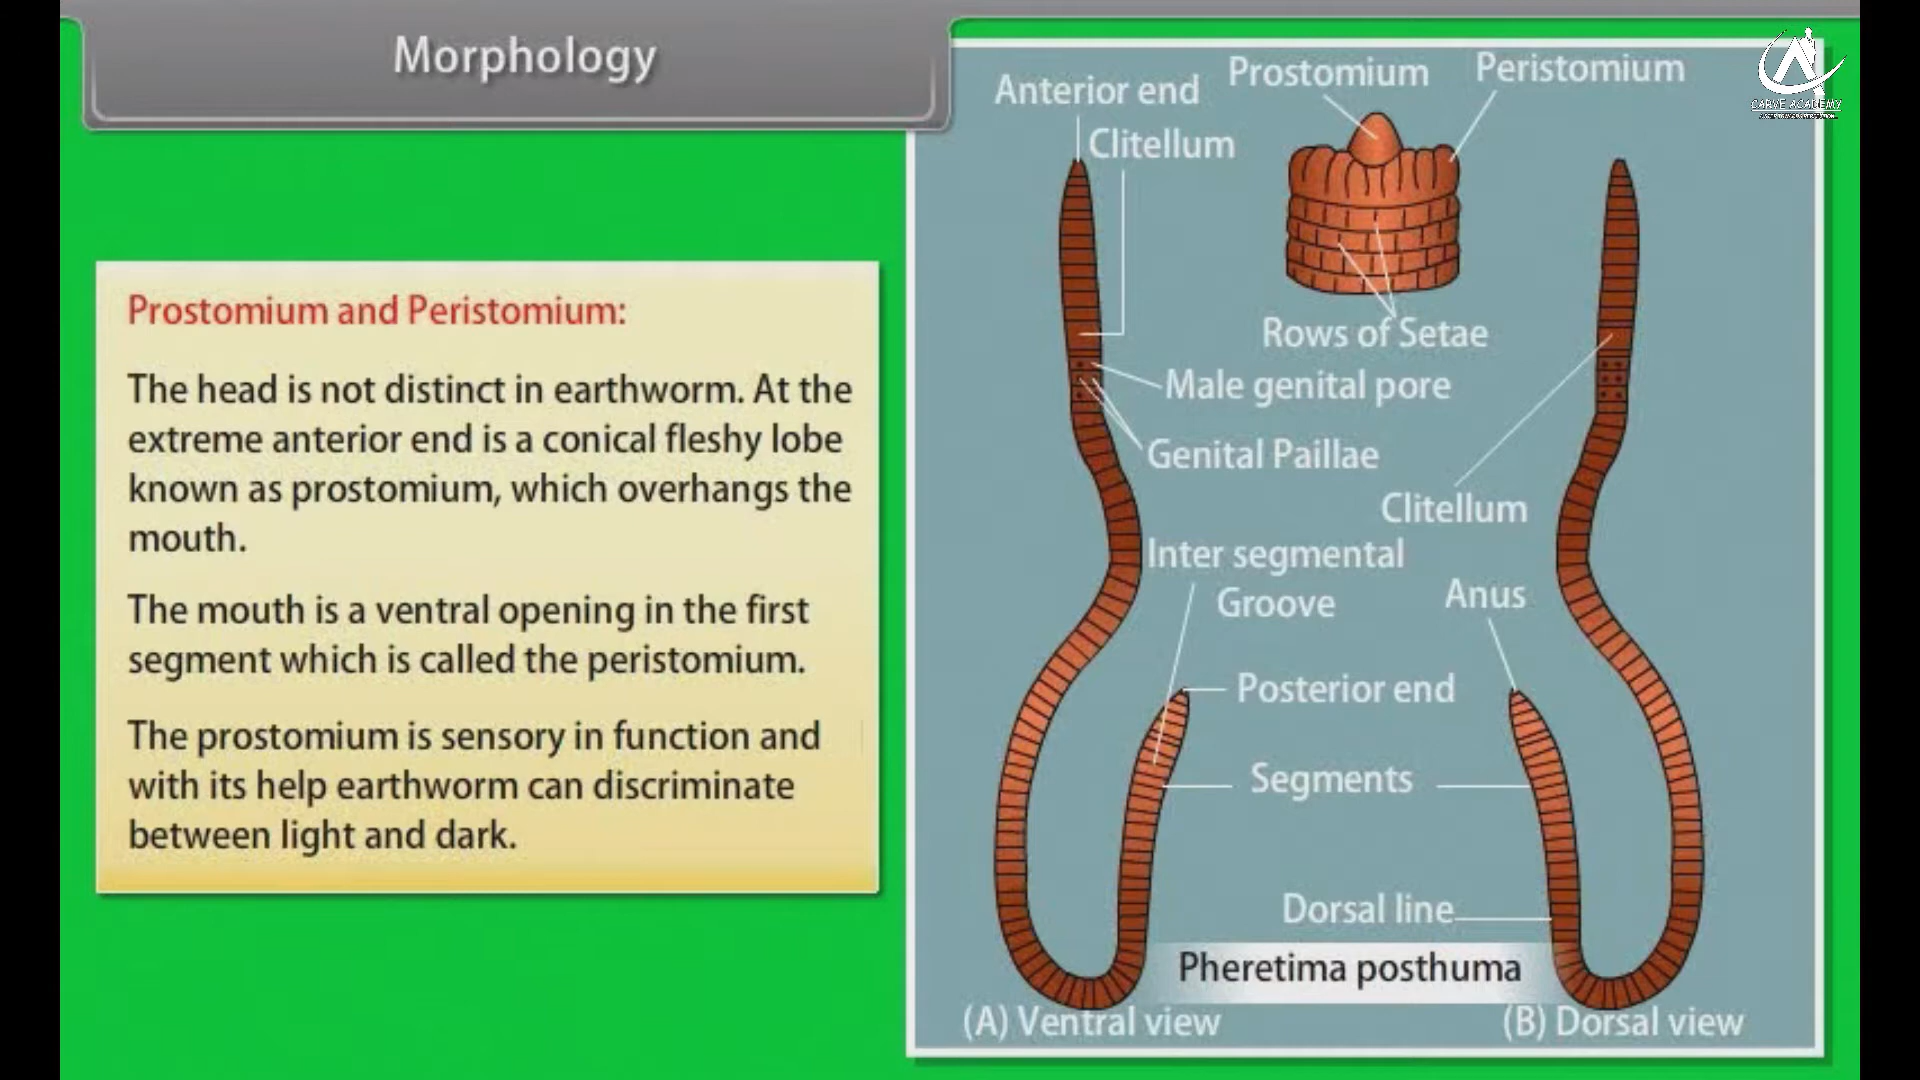 Morphology
Prostomium and Peristomium:
The head is not distinct in earthworm. At the
extreme anterior end is a conical fleshy lobe
known as prostomium, which overhangs the
mouth.
The mouth is a ventral opening in the first
segment which is called the peristomium.
The prostomium is sensory in function and
with its help earthworm can discriminate
between light and dark.
Anterior end
Prostomium
Peristomium
Clitellum
Rows of Setae
Male genital pore
Genital Paillae
Clitellum
Inter segmental
Groove
Anus
Posterior end
Segments
Dorsal line
Pheretima posthuma
(A) Ventral view
(B) Dorsal view
CARVE ACADEMY